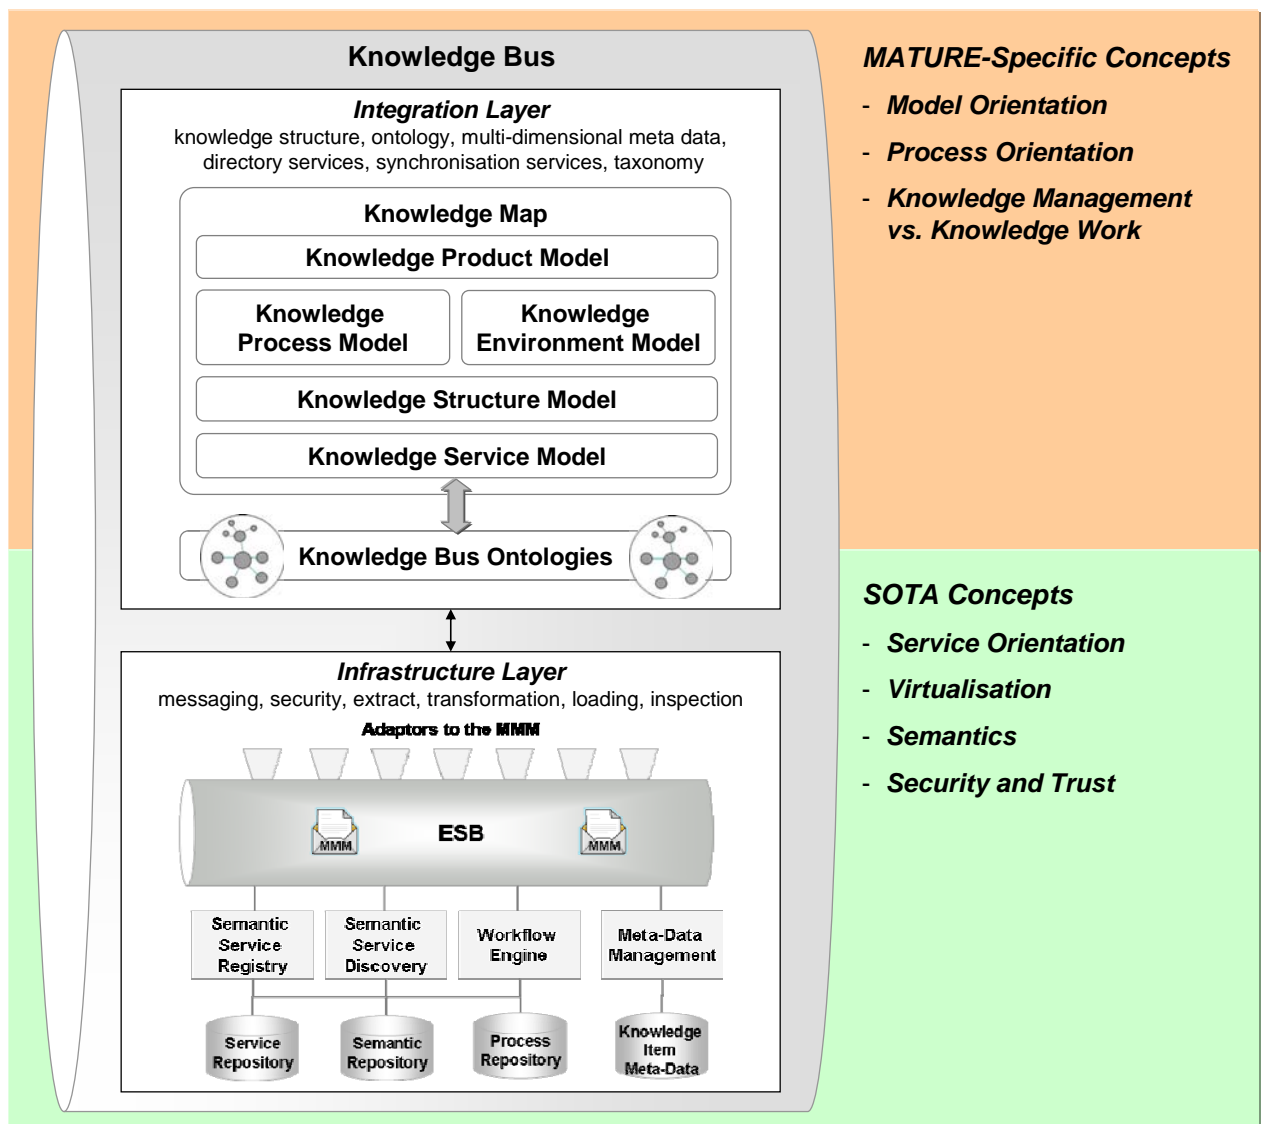 Knowledge Bus
Integration Layer
knowledge structure, ontology, multi-dimensional meta data,
directory services, synchronisation services, taxonomy
Knowledge Map
Knowledge Product Model
Knowledge
Process Model
Knowledge
Environment Model
Knowledge Structure Model
Knowledge Service Model
Knowledge Bus Ontologies
Infrastructure Layer
messaging, security, extract, transformation, loading, inspection
Adaptors to the MMM
MMM
ESB
MMM
Semantic
Service
Registry
Semantic
Service
Discovery
Workflow
Engine
Meta-Data
Management
Service
Repository
Semantic
Repository
Process
Repository
Knowledge
Item
Meta-Data
MATURE-Specific Concepts
- Model Orientation
- Process Orientation
- Knowledge Management
vs. Knowledge Work
SOTA Concepts
- Service Orientation
- Virtualisation
- Semantics
- Security and Trust